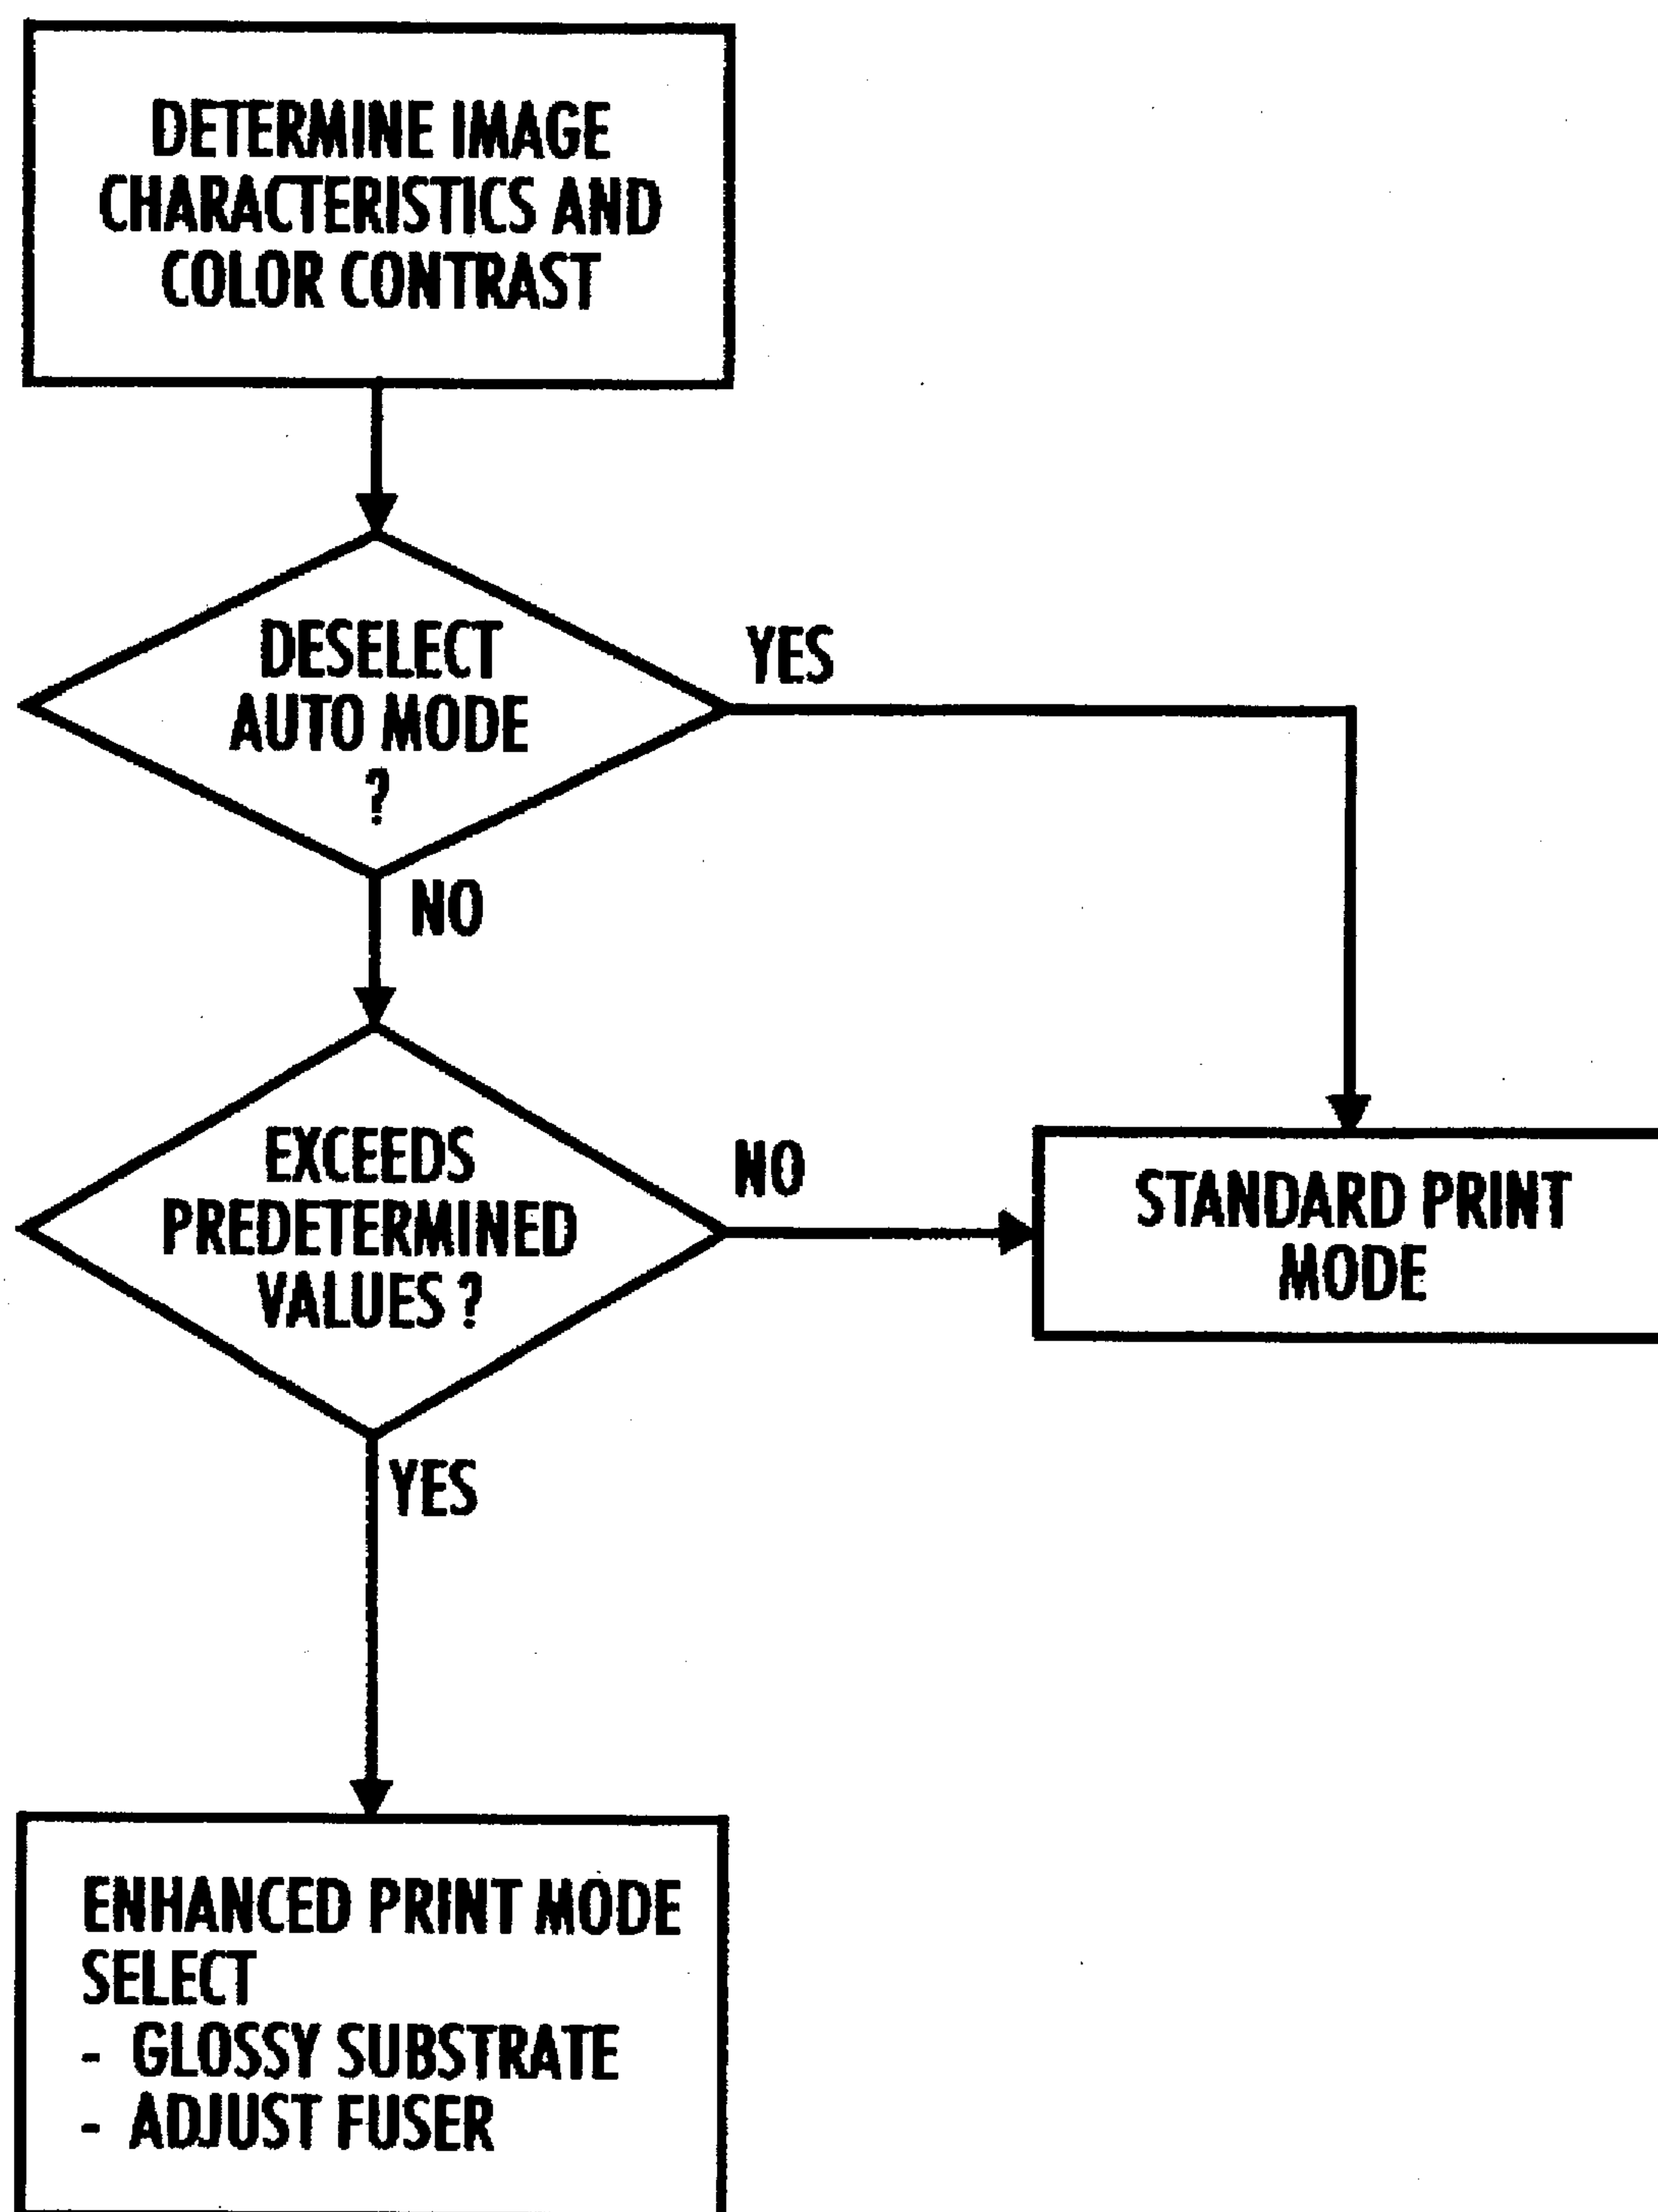 DETERMINE IMAGE
CHARACTERISTICS AND
COLOR CONTRAST
DESELECT
AUTO MODE
?
YES
NO
EXCEEDS
PREDETERMINED
VALUES ?
NO
STANDARD PRINT
MODE
YES
ENHANCED PRINT MODE
SELECT
- GLOSSY SUBSTRATE
- ADJUST FUSER